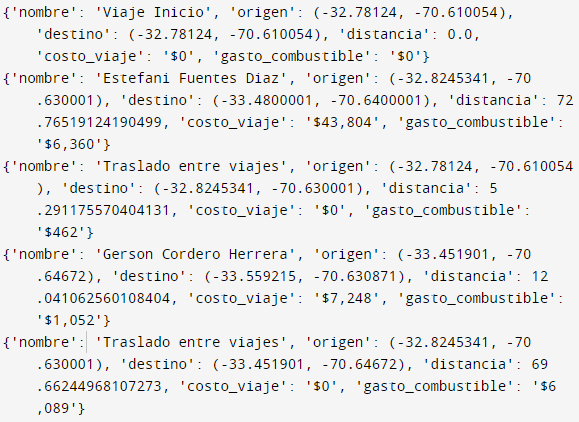 {'nombre': 'Viaje Inicio', 'origen': (-32.78124, -70.610054),
'destino': (-32.78124, -70.610054), 'distancia': 0.0,
'costo_viaje': '$0', 'gasto_combustible': '$0'}
{'nombre': 'Estefani Fuentes Diaz', 'origen': (-32.8245341, -70
.630001), 'destino': (-33.4800001, -70.6400001), 'distancia': 72
.76519124190499, 'costo_viaje': '$43,804', 'gasto_combustible':
'$6,360'}
{'nombre': 'Traslado entre viajes', 'origen': (-32.78124, -70.610054
), 'destino': (-32.8245341, -70.630001), 'distancia': 5
.291175570404131, 'costo_viaje': '$0', 'gasto_combustible':
'$462'}
{'nombre': 'Gerson Cordero Herrera', 'origen': (-33.451901, -70
.64672), 'destino': (-33.559215, -70.630871), 'distancia': 12
.041062560108404, 'costo_viaje': '$7,248', 'gasto_combustible':
'$1,052'}
{'nombre': 'Traslado entre viajes', 'origen': (-32.8245341, -70
.630001), 'destino': (-33.451901, -70.64672), 'distancia': 69
.66244968107273, 'costo_viaje': '$0', 'gasto_combustible': '$6
,089'}